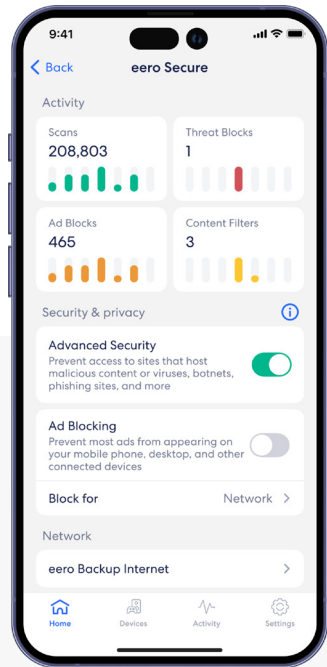 9:41
Back
eero Secure
Activity
Scans
208,803
Threat Blocks
1
Ad Blocks
465
Content Filters
3
Security & privacy
Advanced Security
Prevent access to sites that host
malicious content or viruses, botnets,
phishing sites, and more
Ad Blocking
Prevent most ads from appearing on
your mobile phone, desktop, and other
connected devices
Block for
Network
Network
eero Backup Internet
Home
Devices
Activity
Settings